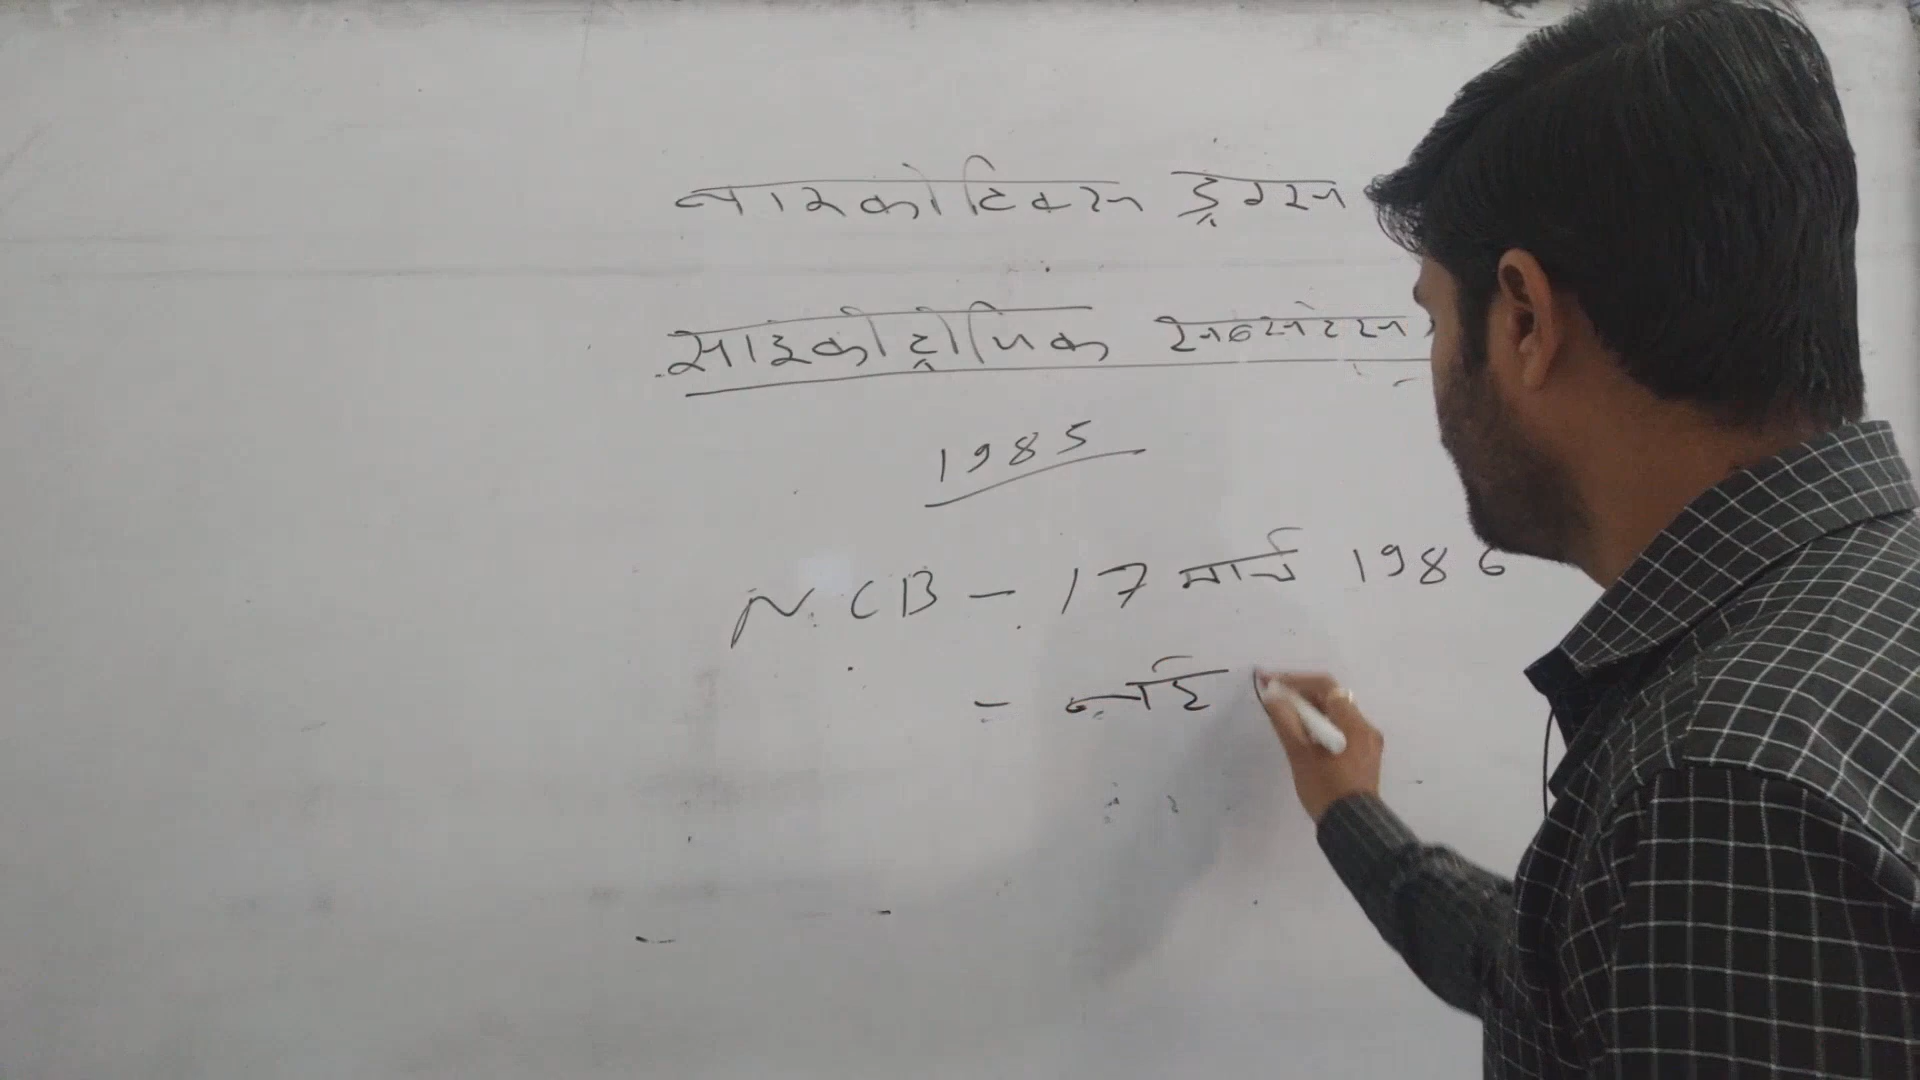 नारकोटिक्स ड्रग्स
साइकोट्रोपिक सब्सटेंस
1985
N.CB - 17 मार्च 1986
- नई